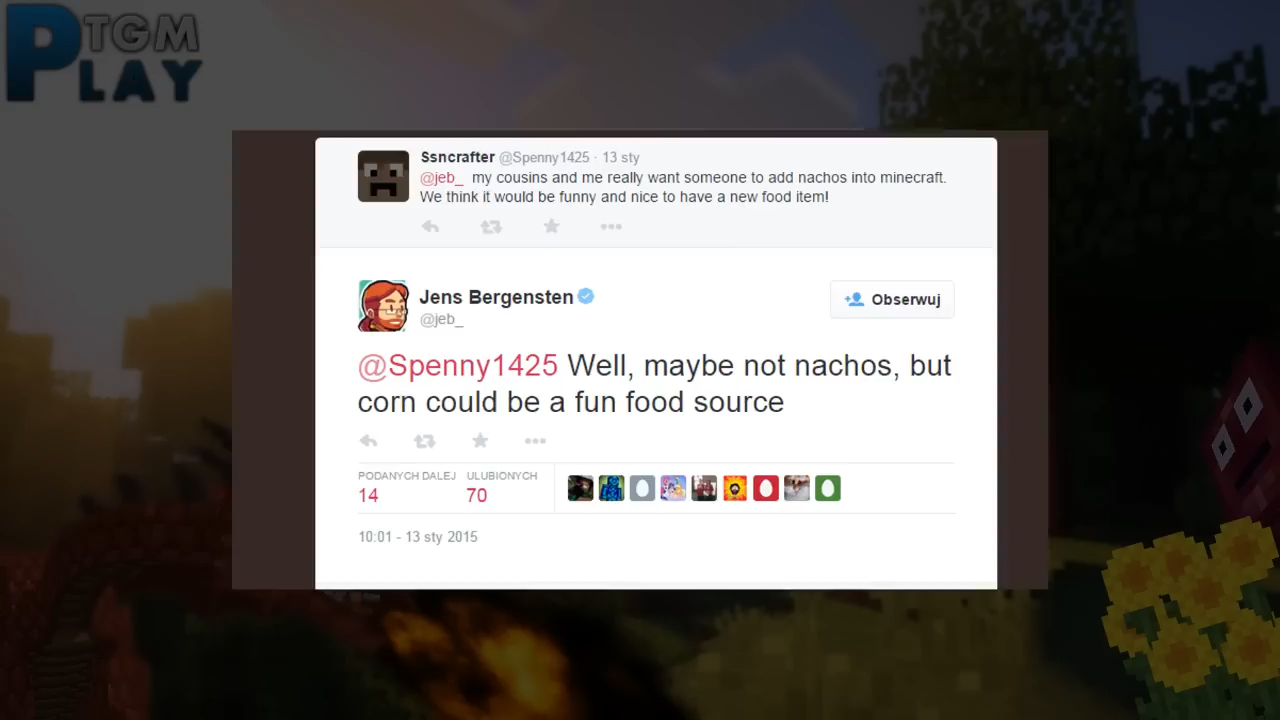 PTGM
PLAY
Ssncrafter @Spenny1425 · 13 sty
@jeb_ my cousins and me really want someone to add nachos into minecraft.
We think it would be funny and nice to have a new food item!
Jens Bergensten
@jeb_
Obserwuj
@Spenny1425 Well, maybe not nachos, but
corn could be a fun food source
PODANYCH DALEJ ULUBIONYCH
14 70
10:01 - 13 sty 2015